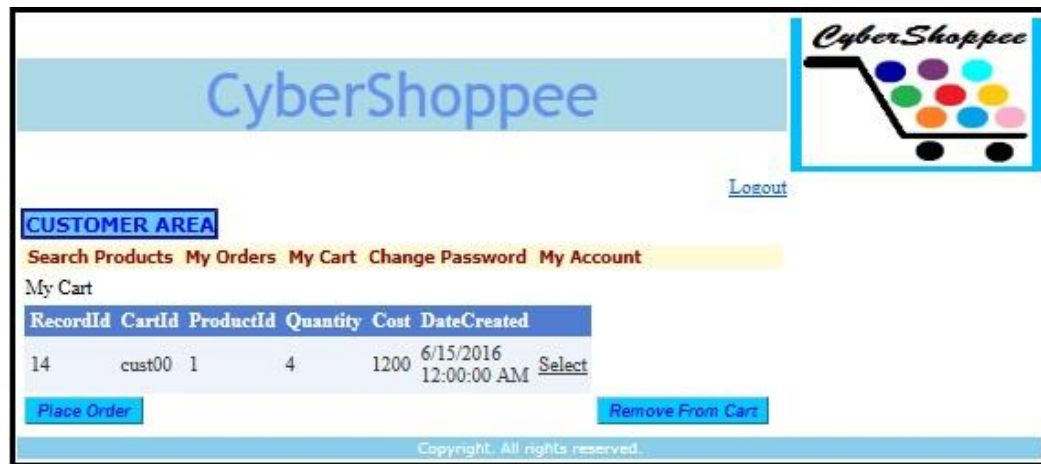 CyberShoppee
CyberShoppee
Logout
CUSTOMER AREA
Search Products My Orders My Cart Change Password My Account
My Cart
RecordId CartId ProductId Quantity Cost DateCreated
14 cust00 1 4 1200 6/15/2016 12:00:00 AM Select
Place Order Remove From Cart
Copyright. All rights reserved.